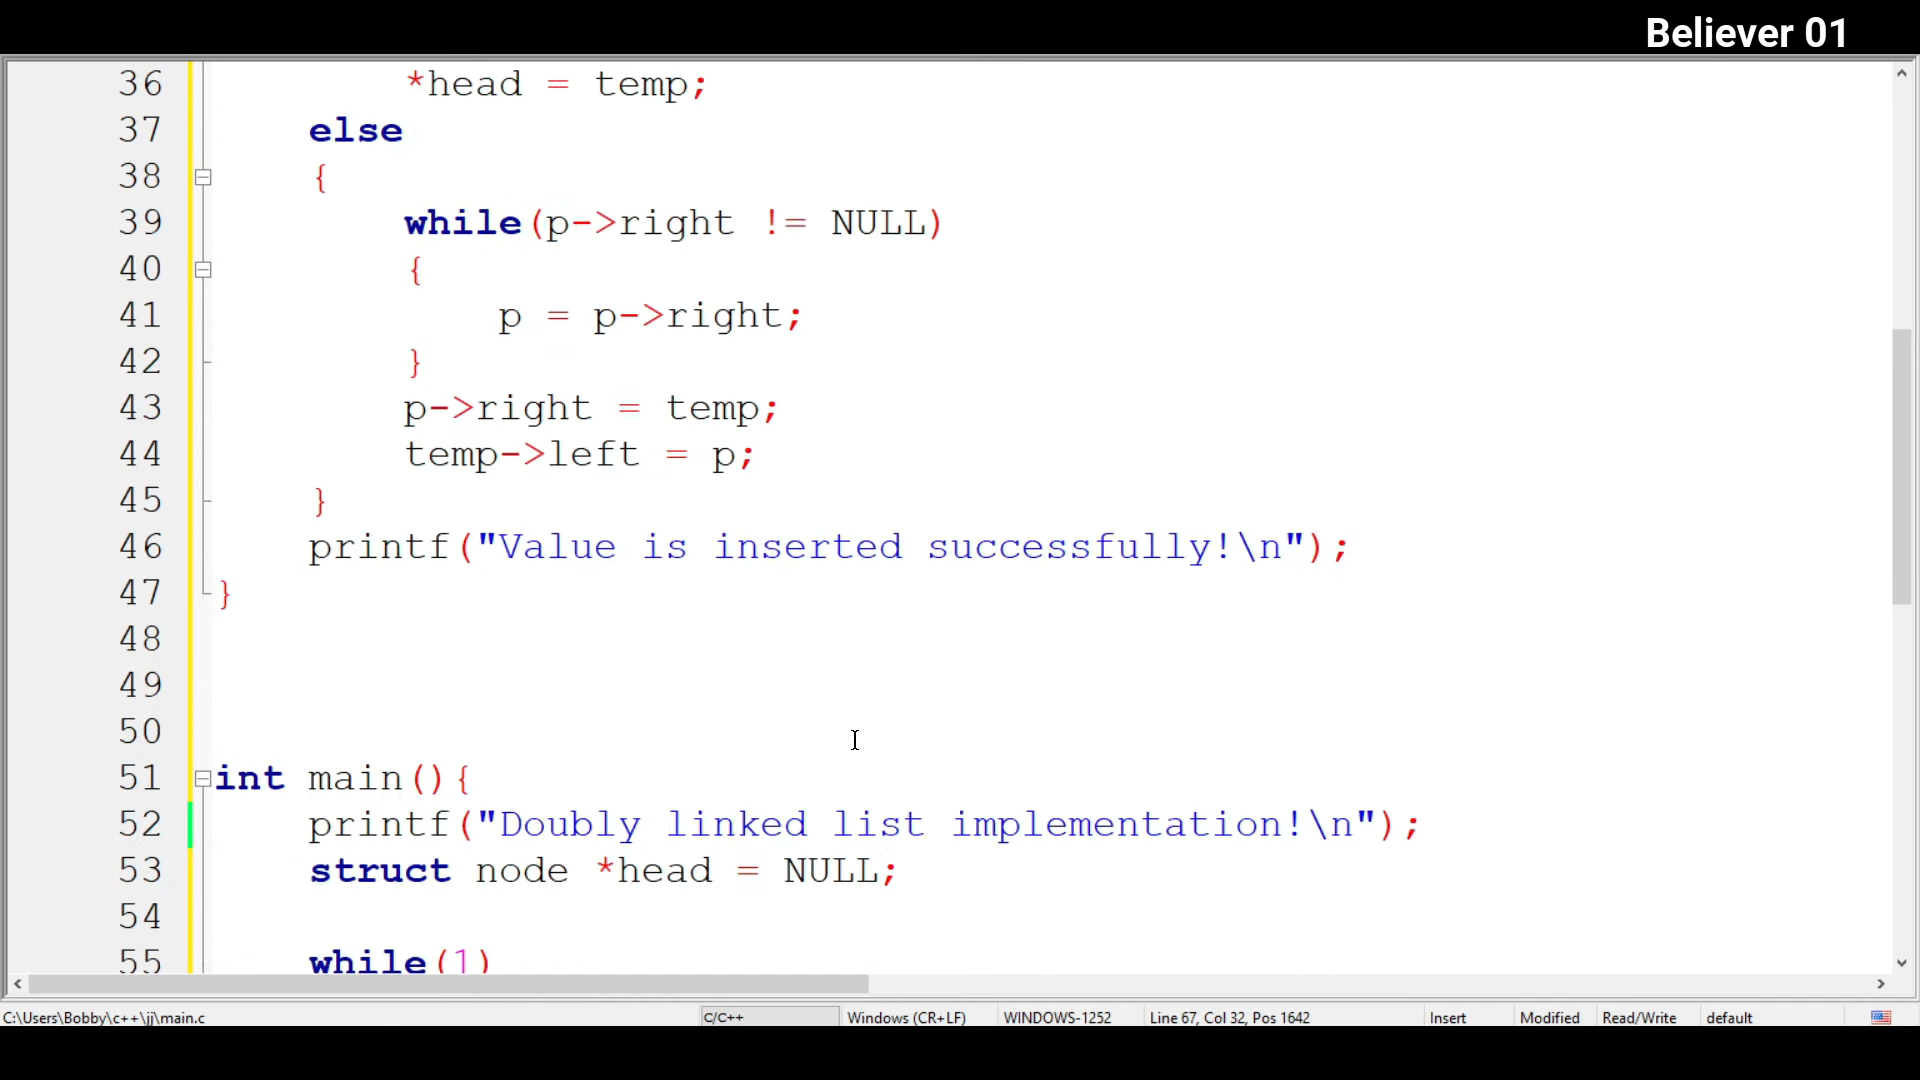 Believer 01
36 *head = temp;
37 else
38 {
39 while(p->right != NULL)
40 {
41 p = p->right;
42 }
43 p->right = temp;
44 temp->left = p;
45 }
46 printf("Value is inserted successfully!\n");
47 }
48
49
50
51 int main(){
52 printf("Doubly linked list implementation!\n");
53 struct node *head = NULL;
54
55 while(1)
C:\Users\Bobby\c++\jj\main.c C/C++ Windows (CR+LF) WINDOWS-1252 Line 67, Col 32, Pos 1642 Insert Modified Read/Write default